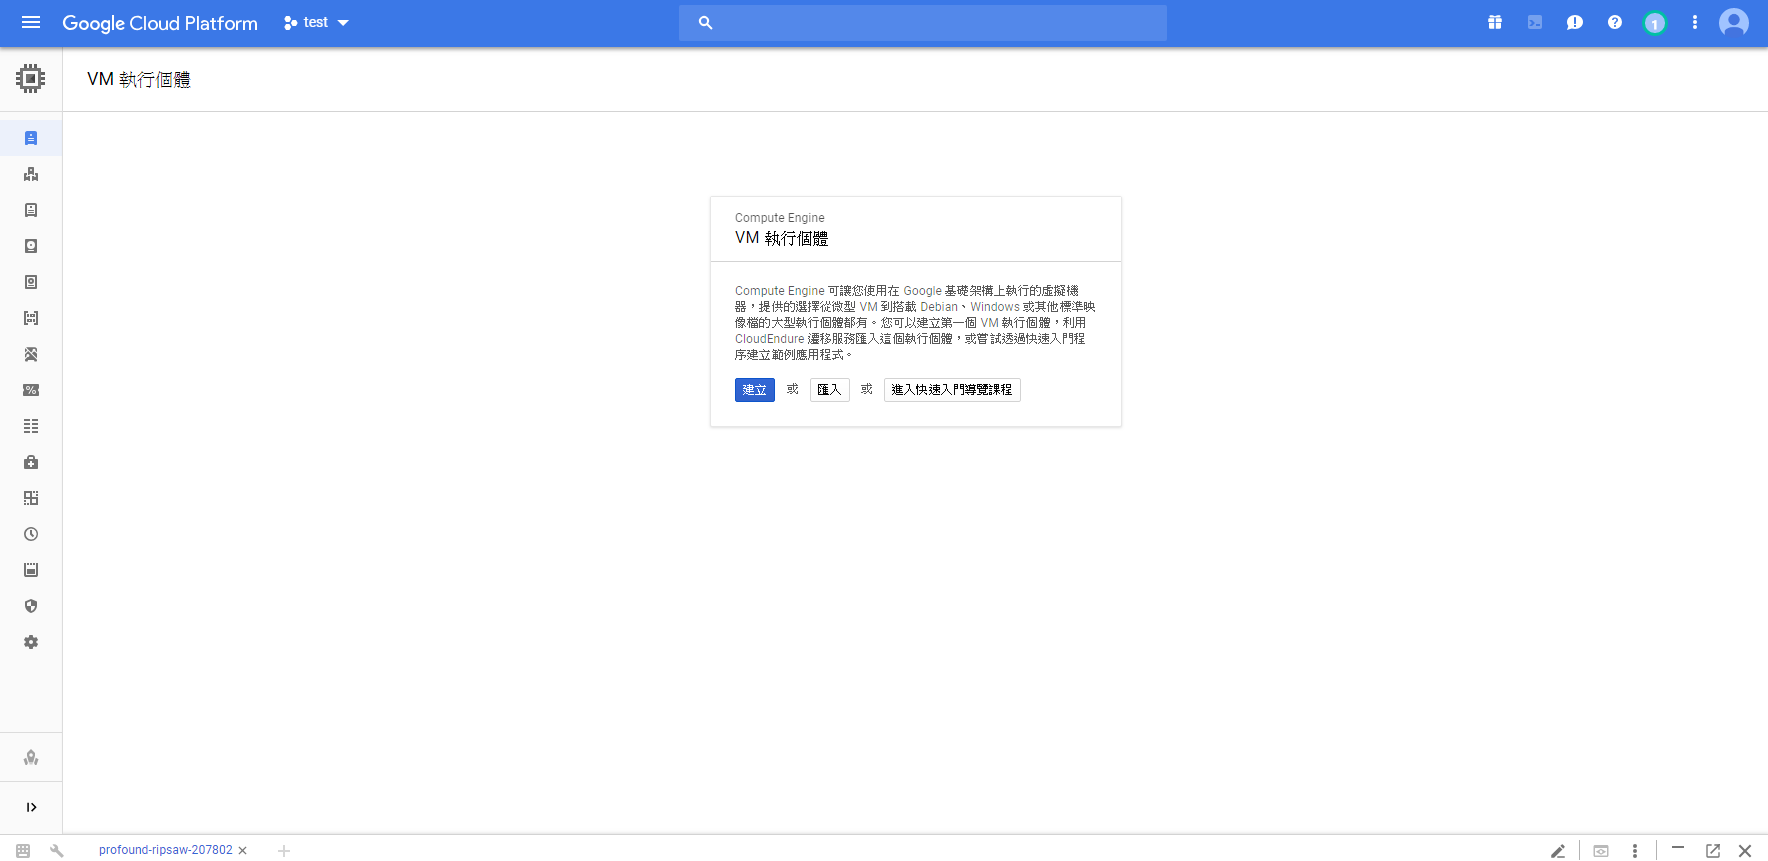 Google Cloud Platform
test
1
VM 執行個體
Compute Engine
VM 執行個體
Compute Engine 可讓您使用在 Google 基礎架構上執行的虛擬機
器，提供的選擇從微型 VM 到搭載 Debian、Windows 或其他標準映
像檔的大型執行個體都有。您可以建立第一個 VM 執行個體，利用
CloudEndure 遷移服務匯入這個執行個體，或嘗試透過快速入門程
序建立範例應用程式。
建立 或 匯入 或 進入快速入門導覽課程
profound-ripsaw-207802